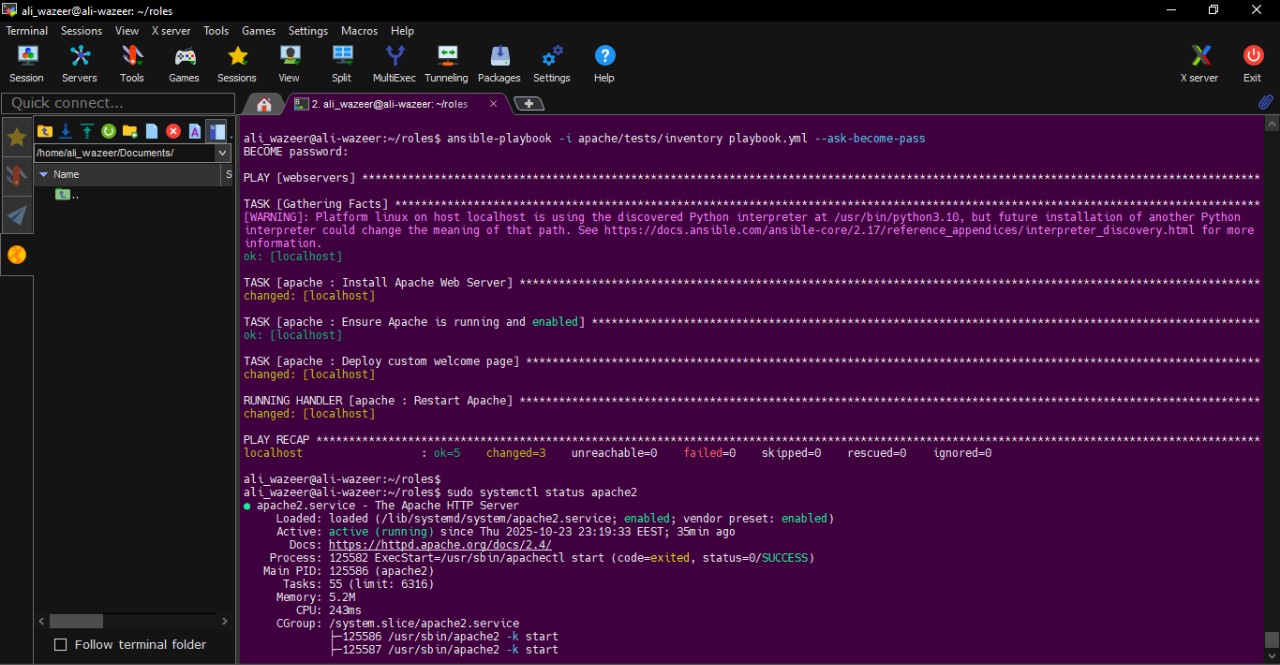 ali_wazeer@ali-wazeer: ~/roles
Terminal Sessions View X server Tools Games Settings Macros Help
Session Servers Tools Games Sessions View Split MultiExec Tunneling Packages Settings Help X server Exit
Quick connect...
2. ali_wazeer@ali-wazeer: ~/roles
/home/ali_wazeer/Documents/
Name S
..
ali_wazeer@ali-wazeer:~/roles$ ansible-playbook -i apache/tests/inventory playbook.yml --ask-become-pass
BECOME password:
PLAY [webservers] ******************************************************************************************************************************************
TASK [Gathering Facts] *************************************************************************************************************************************
[WARNING]: Platform linux on host localhost is using the discovered Python interpreter at /usr/bin/python3.10, but future installation of another Python
interpreter could change the meaning of that path. See https://docs.ansible.com/ansible-core/2.17/reference_appendices/interpreter_discovery.html for more
information.
ok: [localhost]
TASK [apache : Install Apache Web Server] ******************************************************************************************************************
changed: [localhost]
TASK [apache : Ensure Apache is running and enabled] *******************************************************************************************************
ok: [localhost]
TASK [apache : Deploy custom welcome page] *****************************************************************************************************************
changed: [localhost]
RUNNING HANDLER [apache : Restart Apache] ******************************************************************************************************************
changed: [localhost]
PLAY RECAP *************************************************************************************************************************************************
localhost : ok=5 changed=3 unreachable=0 failed=0 skipped=0 rescued=0 ignored=0
ali_wazeer@ali-wazeer:~/roles$
ali_wazeer@ali-wazeer:~/roles$ sudo systemctl status apache2
● apache2.service - The Apache HTTP Server
Loaded: loaded (/lib/systemd/system/apache2.service; enabled; vendor preset: enabled)
Active: active (running) since Thu 2025-10-23 23:19:33 EEST; 35min ago
Docs: https://httpd.apache.org/docs/2.4/
Process: 125582 ExecStart=/usr/sbin/apachectl start (code=exited, status=0/SUCCESS)
Main PID: 125586 (apache2)
Tasks: 55 (limit: 6316)
Memory: 5.2M
CPU: 243ms
CGroup: /system.slice/apache2.service
├─125586 /usr/sbin/apache2 -k start
├─125587 /usr/sbin/apache2 -k start
Follow terminal folder